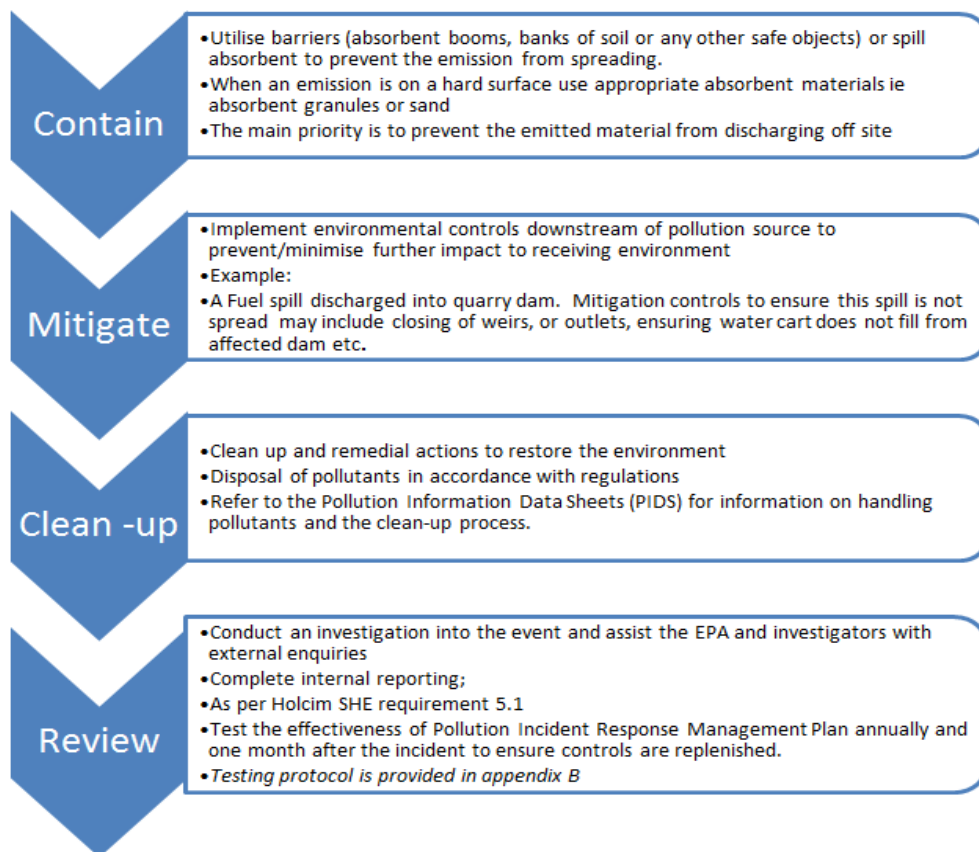 Contain
•Utilise barriers (absorbent booms, banks of soil or any other safe objects) or spill
absorbent to prevent the emission from spreading.
•When an emission is on a hard surface use appropriate absorbent materials ie
absorbent granules or sand
•The main priority is to prevent the emitted material from discharging off site
Mitigate
•Implement environmental controls downstream of pollution source to
prevent/minimise further impact to receiving environment
•Example:
•A Fuel spill discharged into quarry dam. Mitigation controls to ensure this spill is not
spread may include closing of weirs, or outlets, ensuring water cart does not fill from
affected dam etc.
Clean -up
•Clean up and remedial actions to restore the environment
•Disposal of pollutants in accordance with regulations
•Refer to the Pollution Information Data Sheets (PIDS) for information on handling
pollutants and the clean-up process.
Review
•Conduct an investigation into the event and assist the EPA and investigators with
external enquiries
•Complete internal reporting;
•As per Holcim SHE requirement 5.1
•Test the effectiveness of Pollution Incident Response Management Plan annually and
one month after the incident to ensure controls are replenished.
•Testing protocol is provided in appendix B